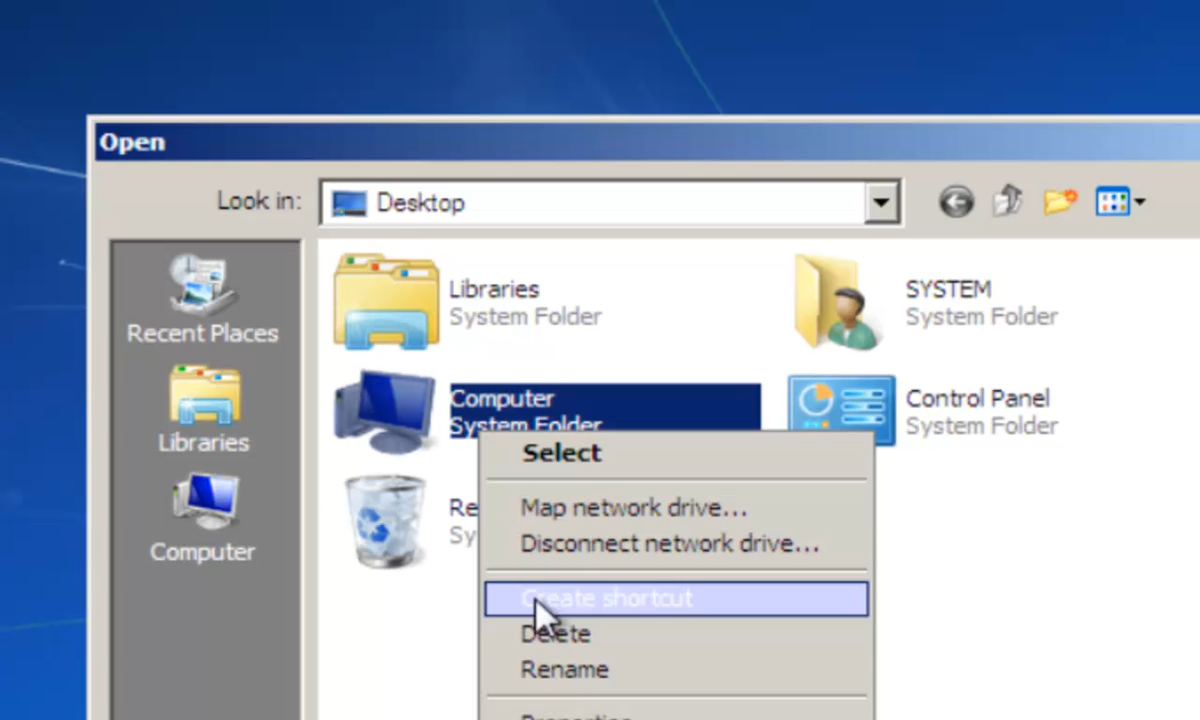 Open
Look in:
Desktop
Recent Places
Libraries
Computer
Libraries
System Folder
SYSTEM
System Folder
Computer
System Folder
Control Panel
System Folder
Select
Map network drive...
Disconnect network drive...
Create shortcut
Delete
Rename
Properties